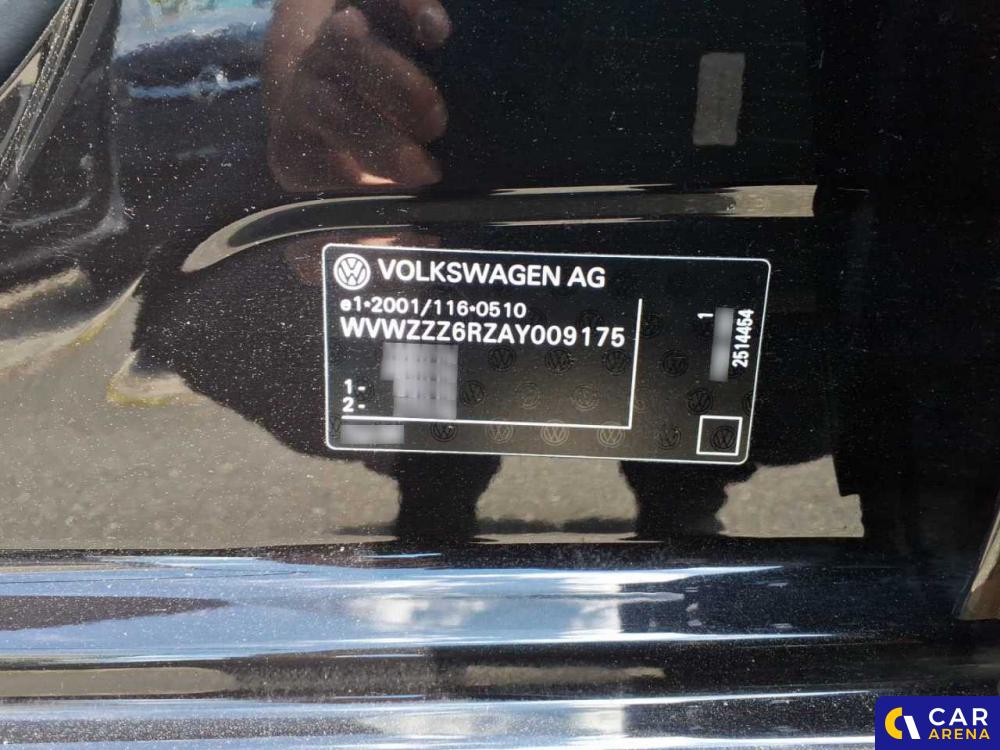 VOLKSWAGEN AG
e1•2001/116•0510
WVWZZZ6RZAY009175
1-
2-
1
2514454
CAR
ARENA